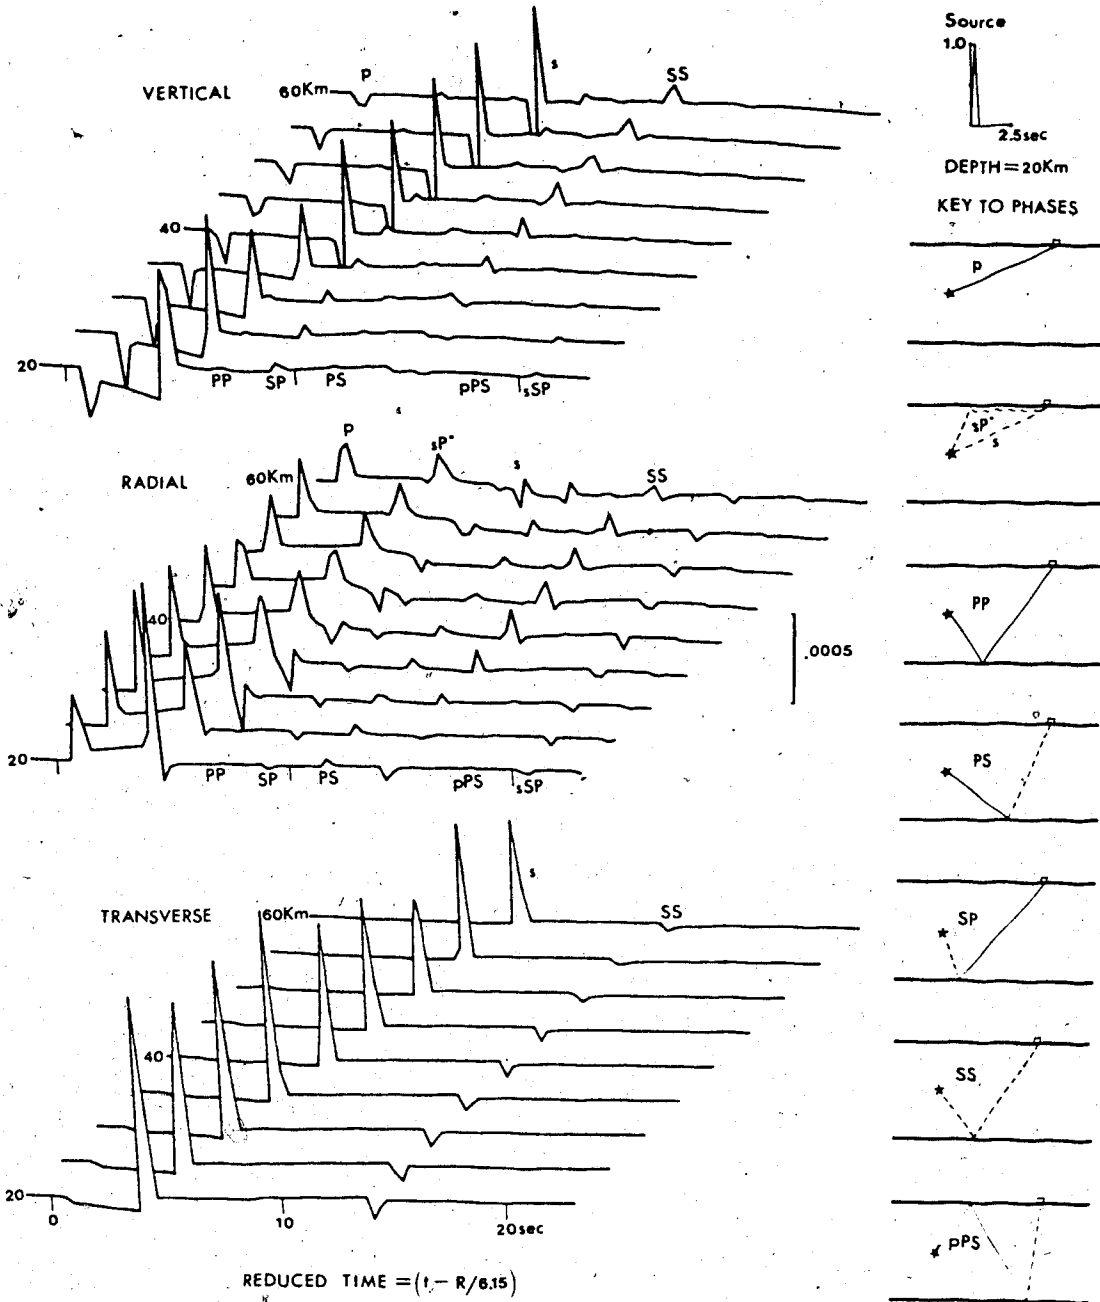 Source
1.0
2.5sec
DEPTH=20Km
KEY TO PHASES
VERTICAL
60Km
p
s
SS
40
20
PP SP PS pPS sSP
RADIAL
60Km
p
sP
s
SS
40
20
PP SP PS pPS sSP
.0005
TRANSVERSE
60Km
s
SS
40
20
0 10 20sec
REDUCED TIME =(t - R/6.15)
p
sP
s
PP
PS
SP
SS
pPS